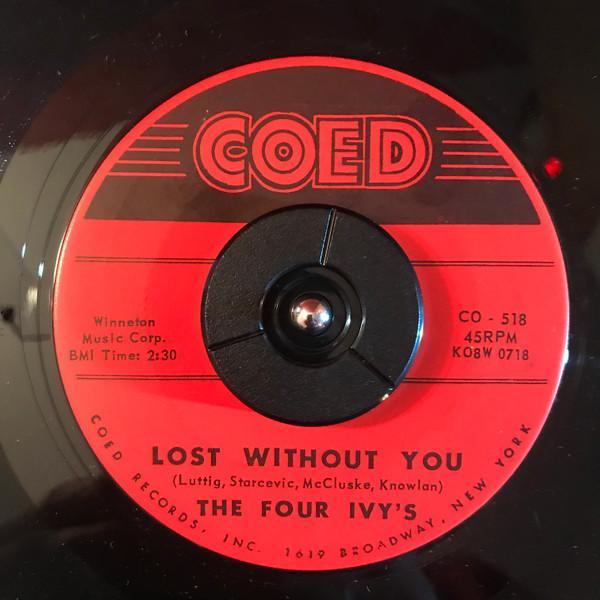 COED
Winneton
Music Corp.
BMI Time: 2:30
CO - 518
45RPM
KO8W 0718
LOST WITHOUT YOU
(Luttig, Starcevic, McCluske, Knowlan)
THE FOUR IVY'S
COED RECORDS, INC. 1619 BROADWAY, NEW YORK